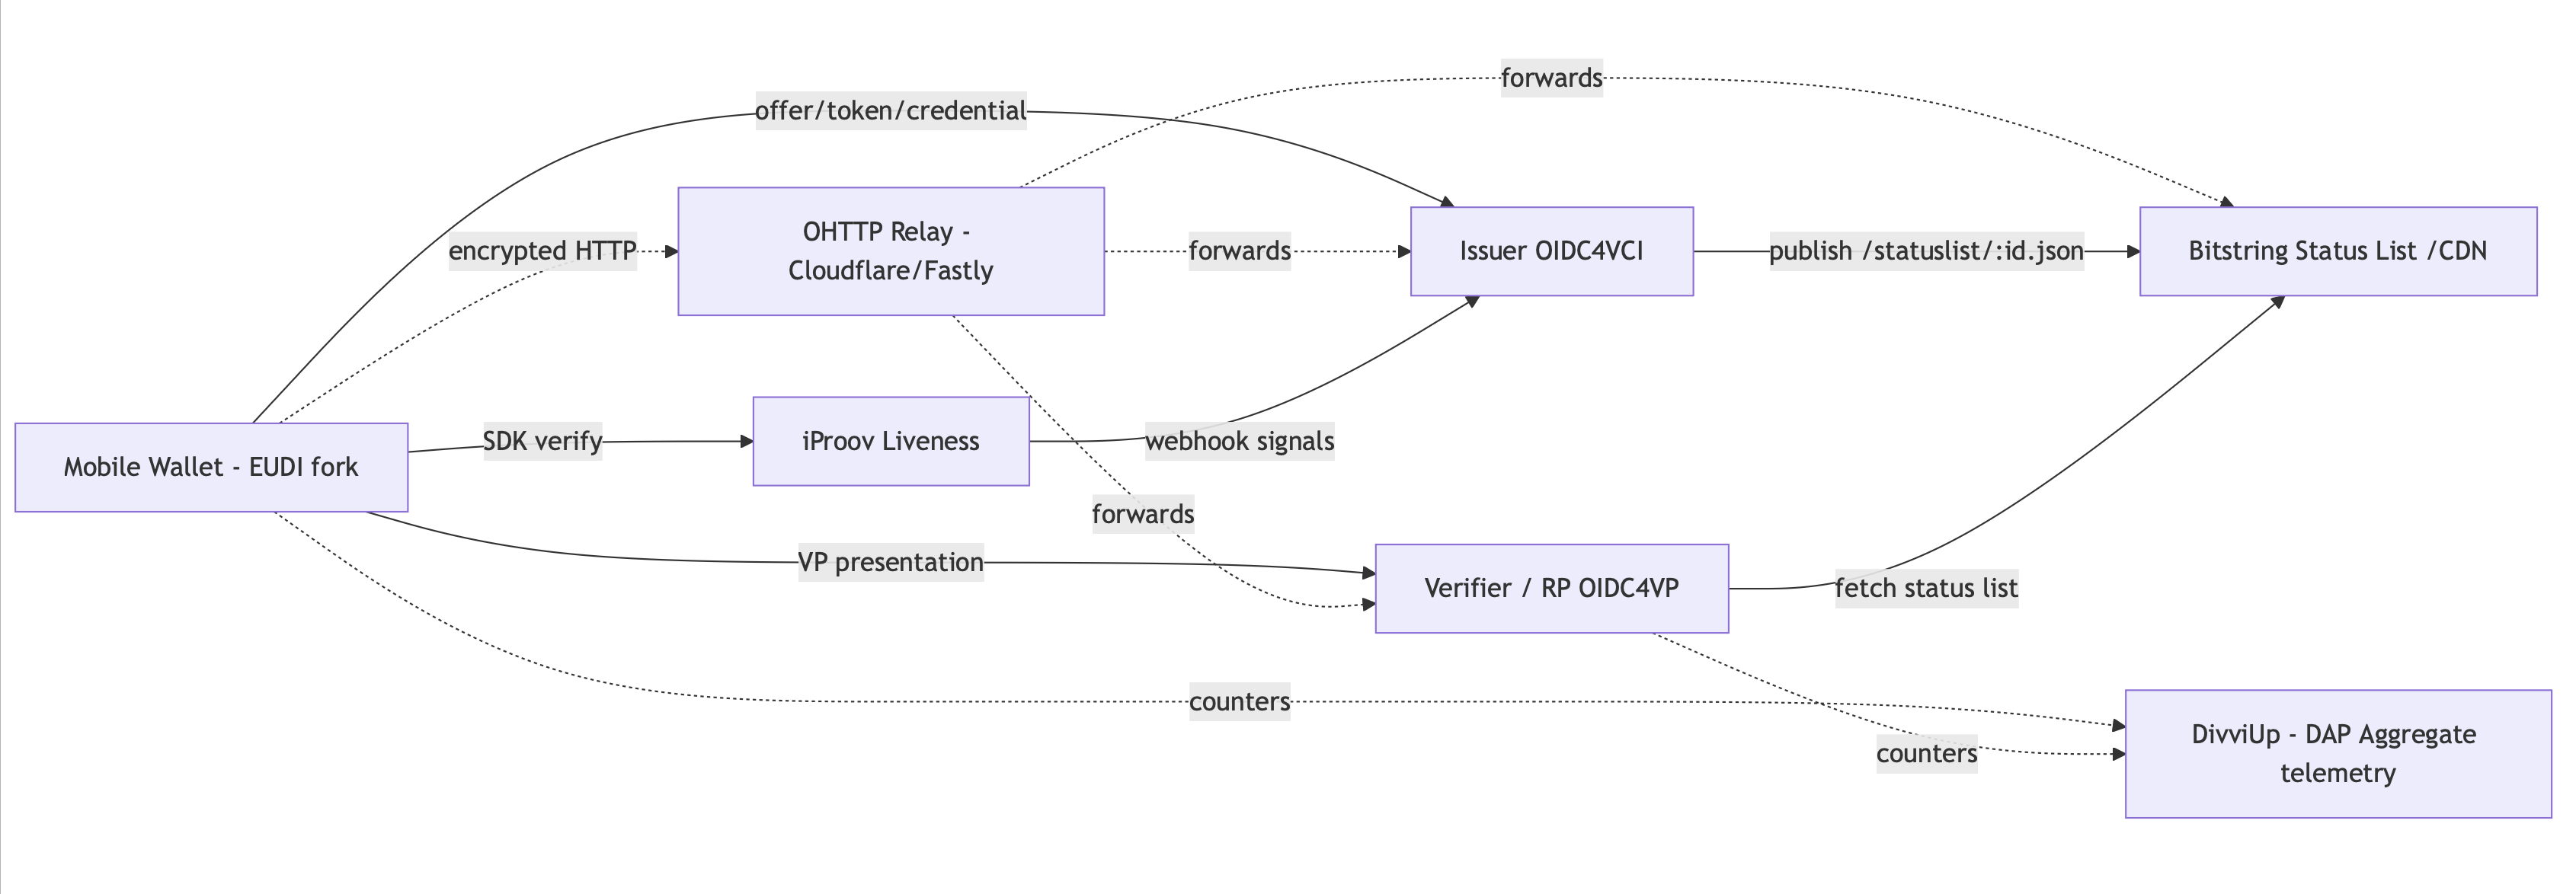 forwards
offer/token/credential
OHTTP Relay -
Cloudflare/Fastly
encrypted HTTP
forwards
Issuer OIDC4VCI
publish /statuslist/:id.json
Bitstring Status List /CDN
Mobile Wallet - EUDI fork
SDK verify
iProov Liveness
webhook signals
forwards
VP presentation
Verifier / RP OIDC4VP
fetch status list
counters
counters
DivviUp - DAP Aggregate
telemetry